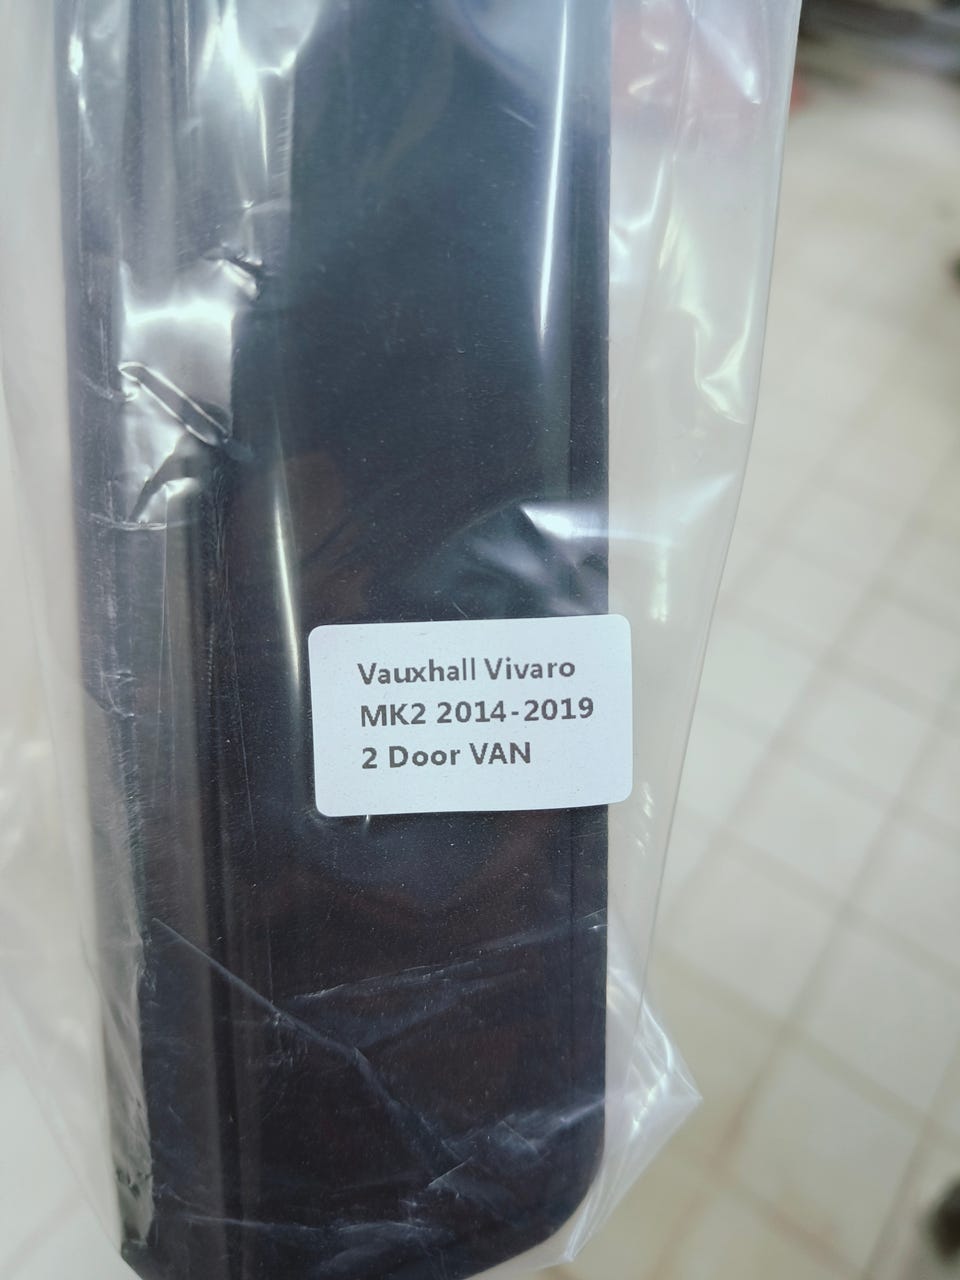 Vauxhall Vivaro
MK2 2014-2019
2 Door VAN